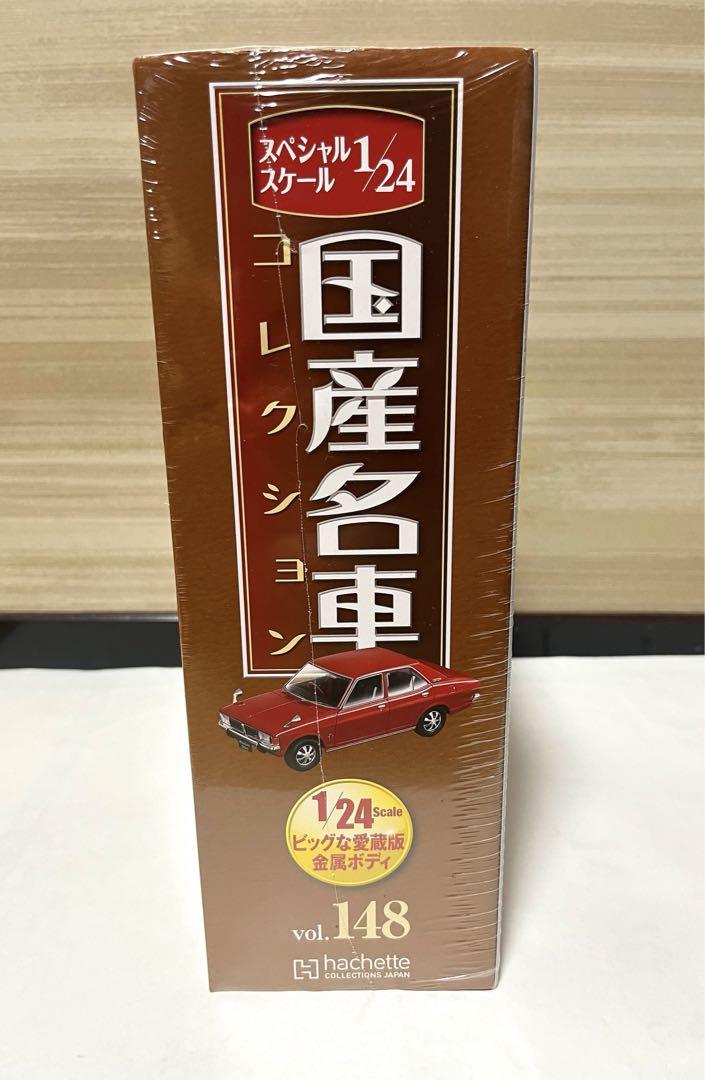 スペシャル
スケール
1/24
国産名車
コレクション
1/24 Scale
ビッグな愛蔵版
金属ボディ
vol.148
hachette
COLLECTIONS JAPAN